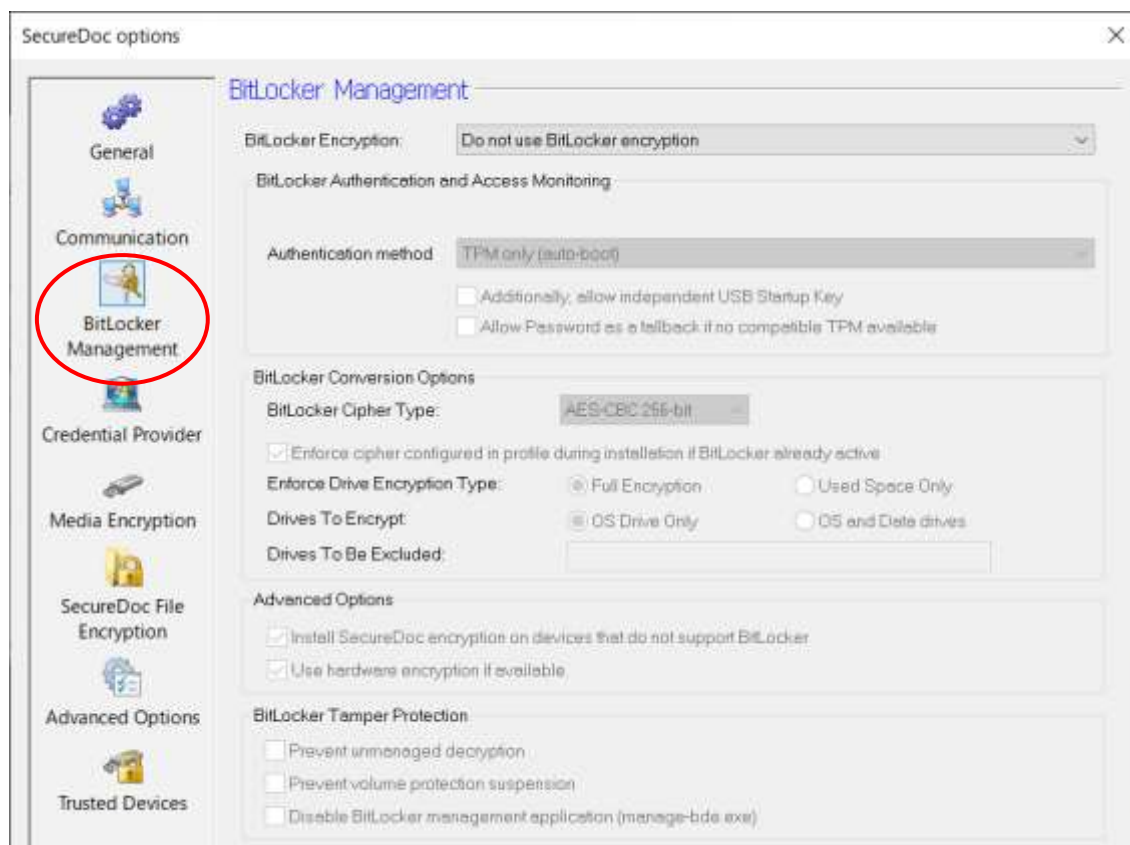 SecureDoc options
General
Communication
BitLocker
Management
Credential Provider
Media Encryption
SecureDoc File
Encryption
Advanced Options
Trusted Devices
BitLocker Management
BitLocker Encryption:
Do not use BitLocker encryption
BitLocker Authentication and Access Monitoring
Authentication method
TPM only (auto-boot)
Additionally, allow independent USB Startup Key
Allow Password as a fallback if no compatible TPM available
BitLocker Conversion Options
BitLocker Cipher Type:
AES-CBC 256-bit
Enforce cipher configured in profile during installation if BitLocker already active
Enforce Drive Encryption Type:
Full Encryption
Used Space Only
Drives To Encrypt:
OS Drive Only
OS and Data drives
Drives To Be Excluded:
Advanced Options
Install SecureDoc encryption on devices that do not support BitLocker
Use hardware encryption if available
BitLocker Tamper Protection
Prevent unmanaged decryption
Prevent volume protection suspension
Disable BitLocker management application (manage-bde.exe)